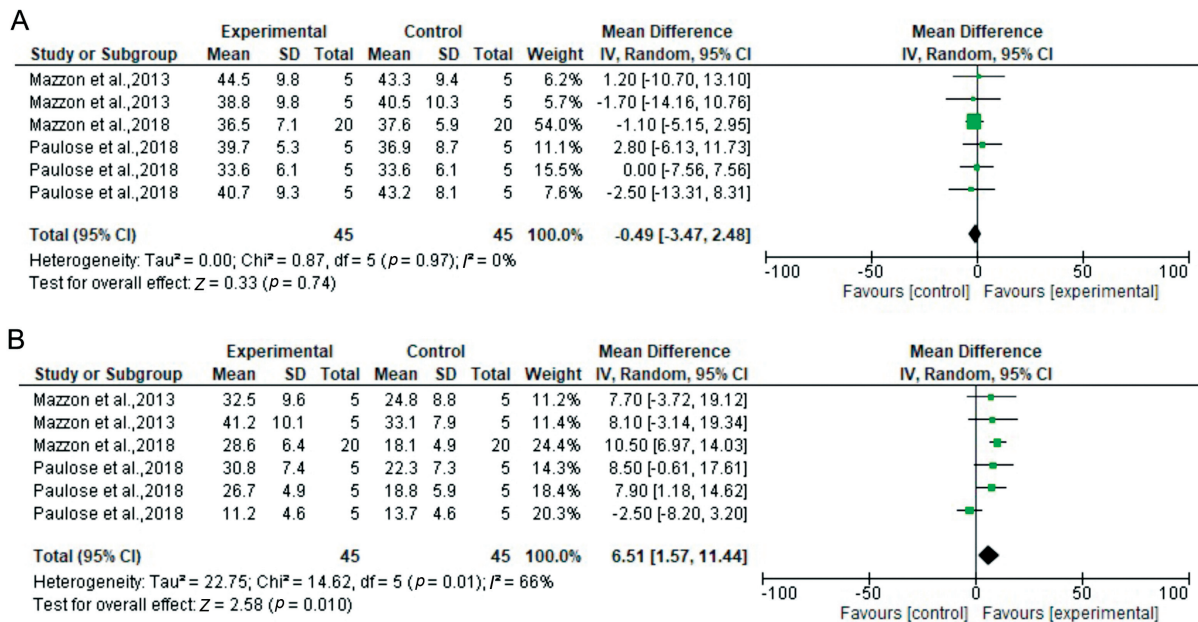 A
Experimental Control Mean Difference Mean Difference
Study or Subgroup Mean SD Total Mean SD Total Weight IV, Random, 95% CI IV, Random, 95% CI
Mazzon et al.,2013 44.5 9.8 5 43.3 9.4 5 6.2% 1.20 [-10.70, 13.10]
Mazzon et al.,2013 38.8 9.8 5 40.5 10.3 5 5.7% -1.70 [-14.16, 10.76]
Mazzon et al.,2018 36.5 7.1 20 37.6 5.9 20 54.0% -1.10 [-5.15, 2.95]
Paulose et al.,2018 39.7 5.3 5 36.9 8.7 5 11.1% 2.80 [-6.13, 11.73]
Paulose et al.,2018 33.6 6.1 5 33.6 6.1 5 15.5% 0.00 [-7.56, 7.56]
Paulose et al.,2018 40.7 9.3 5 43.2 8.1 5 7.6% -2.50 [-13.31, 8.31]
Total (95% CI) 45 45 100.0% -0.49 [-3.47, 2.48]
Heterogeneity: Tau² = 0.00; Chi² = 0.87, df = 5 (p = 0.97); I² = 0%
Test for overall effect: Z = 0.33 (p = 0.74)
-100 -50 0 50 100
Favours [control] Favours [experimental]
B
Experimental Control Mean Difference Mean Difference
Study or Subgroup Mean SD Total Mean SD Total Weight IV, Random, 95% CI IV, Random, 95% CI
Mazzon et al.,2013 32.5 9.6 5 24.8 8.8 5 11.2% 7.70 [-3.72, 19.12]
Mazzon et al.,2013 41.2 10.1 5 33.1 7.9 5 11.4% 8.10 [-3.14, 19.34]
Mazzon et al.,2018 28.6 6.4 20 18.1 4.9 20 24.4% 10.50 [6.97, 14.03]
Paulose et al.,2018 30.8 7.4 5 22.3 7.3 5 14.3% 8.50 [-0.61, 17.61]
Paulose et al.,2018 26.7 4.9 5 18.8 5.9 5 18.4% 7.90 [1.18, 14.62]
Paulose et al.,2018 11.2 4.6 5 13.7 4.6 5 20.3% -2.50 [-8.20, 3.20]
Total (95% CI) 45 45 100.0% 6.51 [1.57, 11.44]
Heterogeneity: Tau² = 22.75; Chi² = 14.62, df = 5 (p = 0.01); I² = 66%
Test for overall effect: Z = 2.58 (p = 0.010)
-100 -50 0 50 100
Favours [control] Favours [experimental]